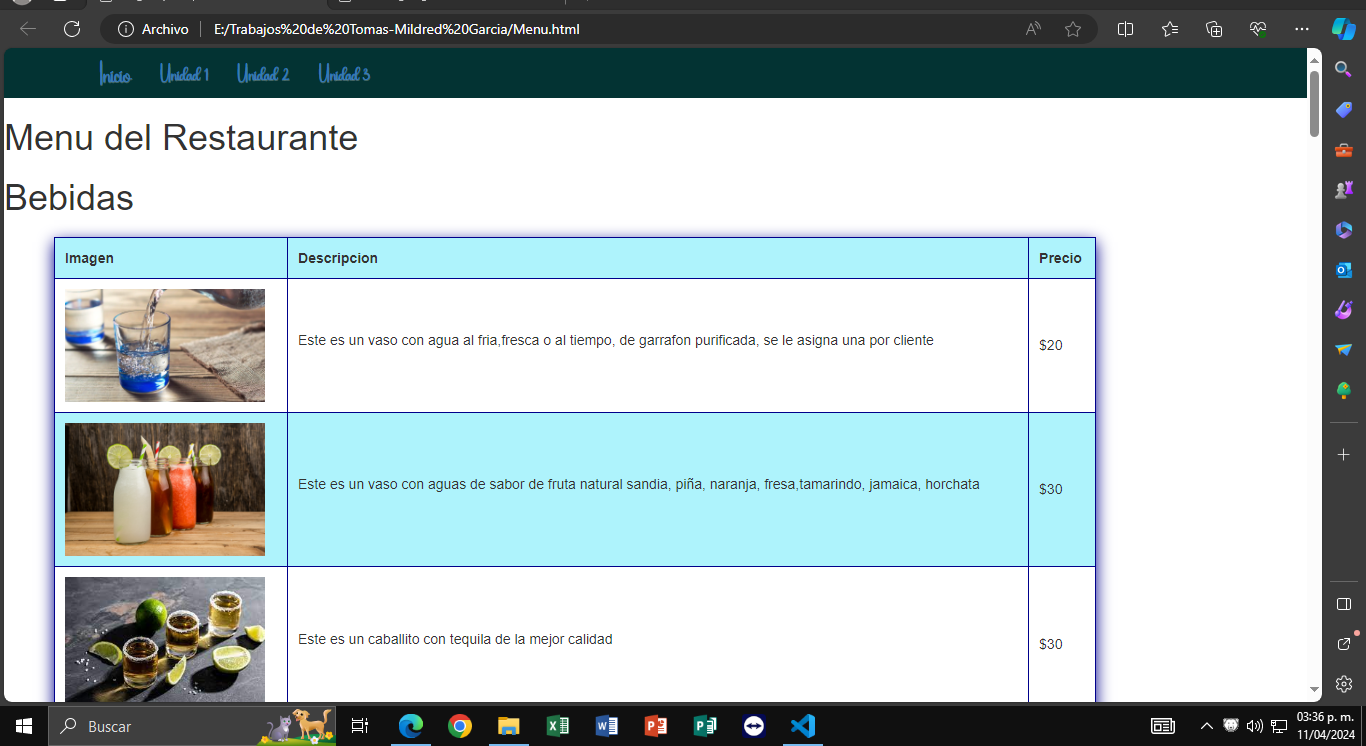 Archivo
E:/Trabajos%20de%20Tomas-Mildred%20Garcia/Menu.html
Inicio Unidad 1 Unidad 2 Unidad 3
Menu del Restaurante
Bebidas
Imagen Descripcion Precio
Este es un vaso con agua al fria,fresca o al tiempo, de garrafon purificada, se le asigna una por cliente $20
Este es un vaso con aguas de sabor de fruta natural sandia, piña, naranja, fresa,tamarindo, jamaica, horchata $30
Este es un caballito con tequila de la mejor calidad $30
Buscar
03:36 p. m.
11/04/2024